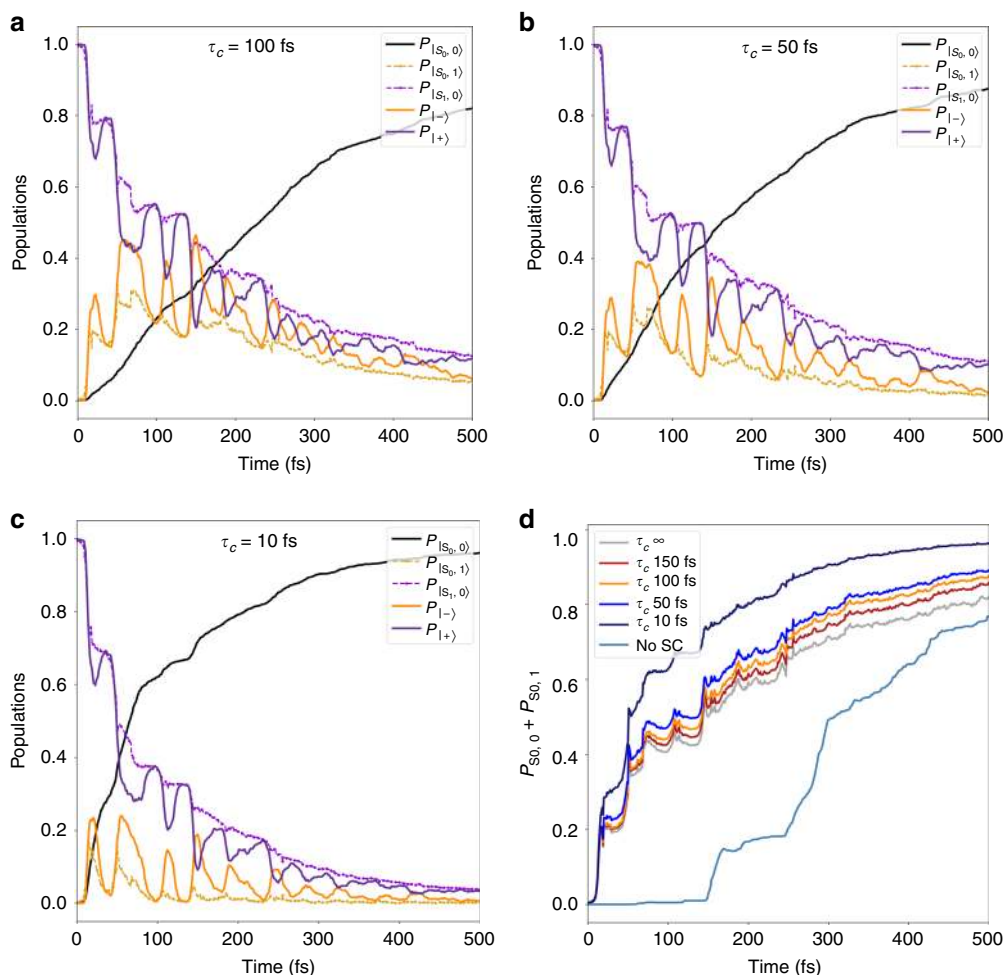 a
τc = 100 fs
P|S0, 0⟩
P|S0, 1⟩
P|S1, 0⟩
P|−⟩
P|+⟩
1.0
0.8
0.6
0.4
0.2
0.0
Populations
0 100 200 300 400 500
Time (fs)
b
τc = 50 fs
P|S0, 0⟩
P|S0, 1⟩
P|S1, 0⟩
P|−⟩
P|+⟩
1.0
0.8
0.6
0.4
0.2
0.0
Populations
0 100 200 300 400 500
Time (fs)
c
τc = 10 fs
P|S0, 0⟩
P|S0, 1⟩
P|S1, 0⟩
P|−⟩
P|+⟩
1.0
0.8
0.6
0.4
0.2
0.0
Populations
0 100 200 300 400 500
Time (fs)
d
τc ∞
τc 150 fs
τc 100 fs
τc 50 fs
τc 10 fs
No SC
1.0
0.8
0.6
0.4
0.2
0.0
PS0, 0 + PS0, 1
0 100 200 300 400 500
Time (fs)